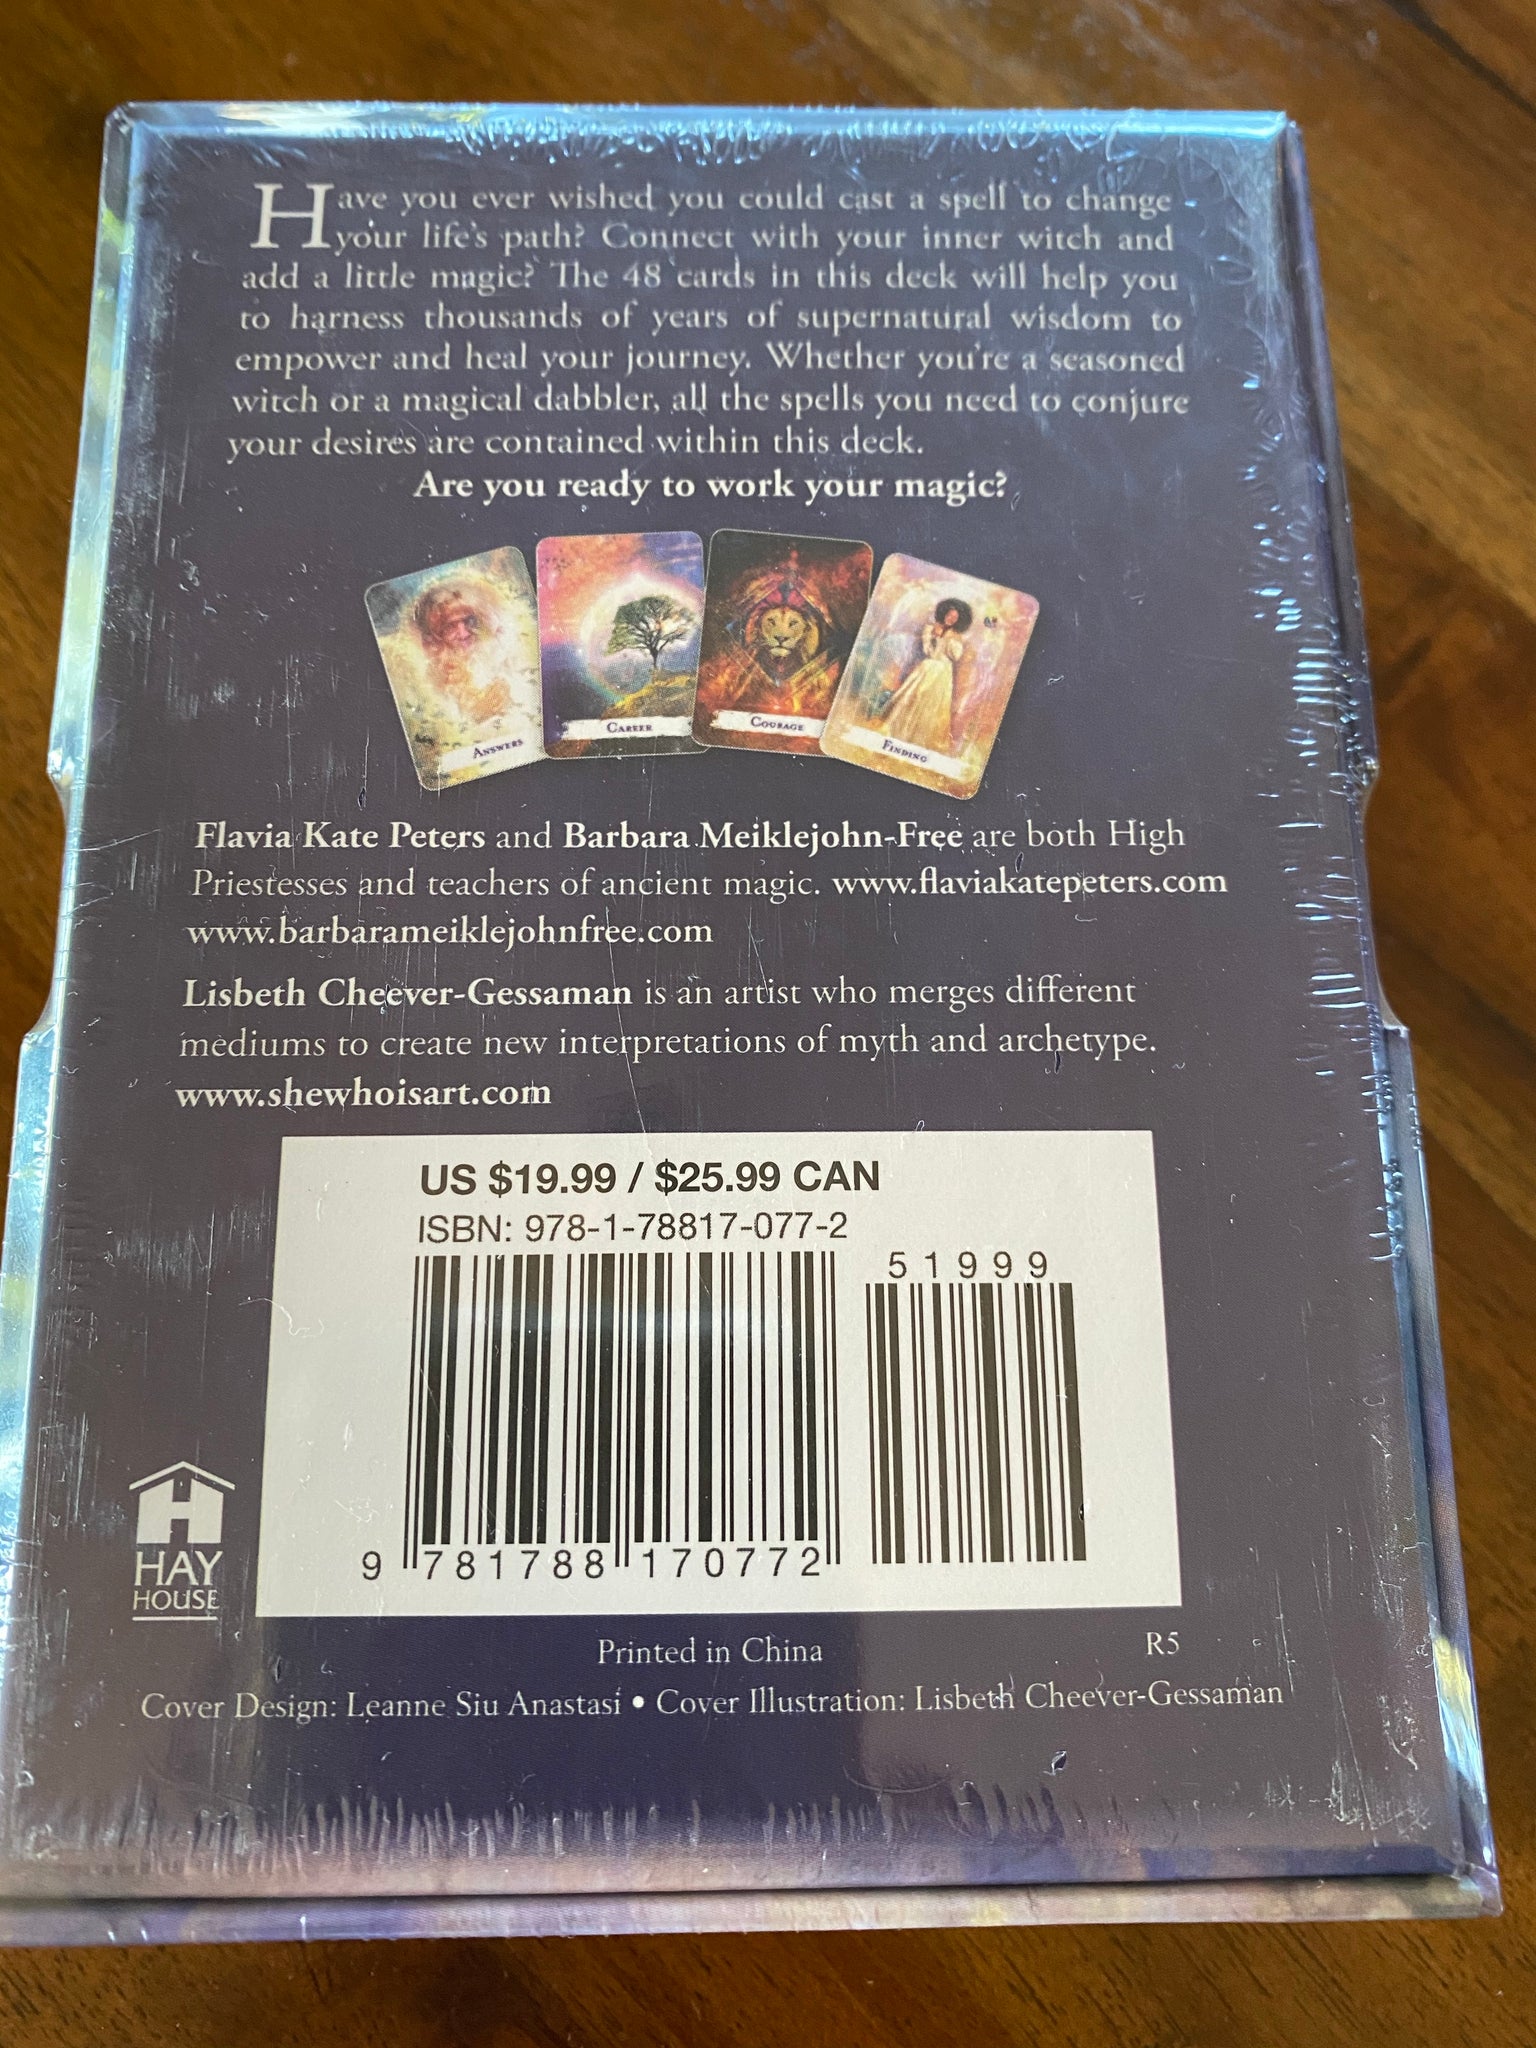 Have you ever wished you could cast a spell to change
your life's path? Connect with your inner witch and
add a little magic? The 48 cards in this deck will help you
to harness thousands of years of supernatural wisdom to
empower and heal your journey. Whether you're a seasoned
witch or a magical dabbler, all the spells you need to conjure
your desires are contained within this deck.
Are you ready to work your magic?
Answers
Career
Courage
Finding
Flavia Kate Peters and Barbara Meiklejohn-Free are both High
Priestesses and teachers of ancient magic. www.flaviakatepeters.com
www.barbarameiklejohnfree.com
Lisbeth Cheever-Gessaman is an artist who merges different
mediums to create new interpretations of myth and archetype.
www.shewhoisart.com
US $19.99 / $25.99 CAN
ISBN: 978-1-78817-077-2
51999
9 781788 170772
HAY
HOUSE
Printed in China
R5
Cover Design: Leanne Siu Anastasi • Cover Illustration: Lisbeth Cheever-Gessaman